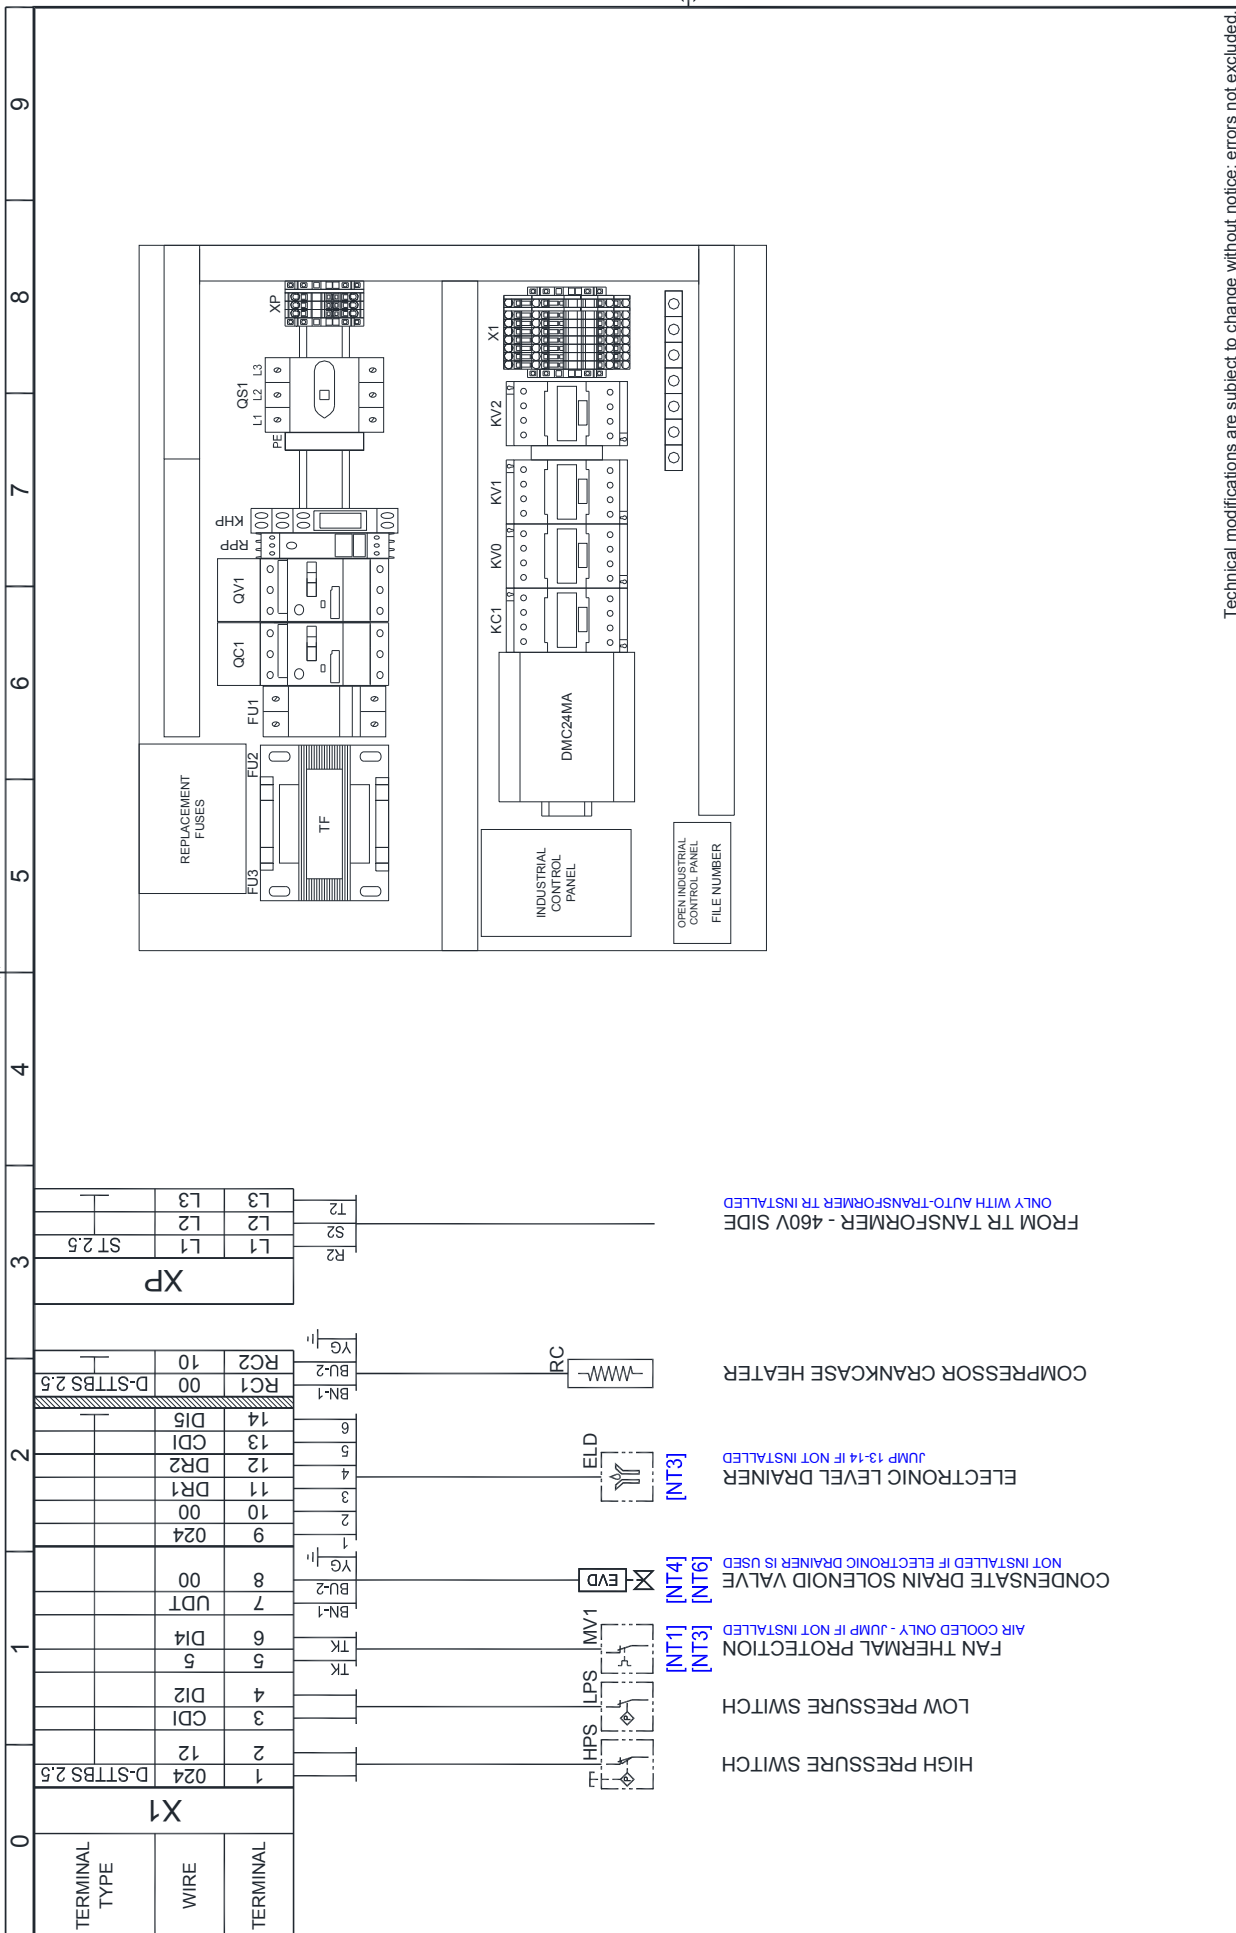 0
1
2
3
4
5
6
7
8
9
TERMINAL
TYPE
WIRE
TERMINAL
X1
D-STTBS 2.5
024
1
12
2
CDI
3
DI2
4
5
5
DI4
6
UDT
7
00
8
024
9
00
10
DR1
11
DR2
12
CDI
13
DI5
14
D-STTBS 2.5
00
RC1
10
RC2
XP
ST 2.5
L1
L1
L2
L2
L3
L3
TK
TK
BN-1
BU-2
YG
1
2
3
4
5
6
BN-1
BU-2
YG
R2
S2
T2
HPS
P
HIGH PRESSURE SWITCH
LPS
P
LOW PRESSURE SWITCH
MV1
[NT1]
[NT3]
FAN THERMAL PROTECTION
AIR COOLED ONLY - JUMP IF NOT INSTALLED
EVD
[NT4]
[NT6]
CONDENSATE DRAIN SOLENOID VALVE
NOT INSTALLED IF ELECTRONIC DRAINER IS USED
ELD
[NT3]
ELECTRONIC LEVEL DRAINER
JUMP 13-14 IF NOT INSTALLED
RC
COMPRESSOR CRANKCASE HEATER
FROM TR TANSFORMER - 460V SIDE
ONLY WITH AUTO-TRANSFORMER TR INSTALLED
REPLACEMENT
FUSES
FU3
FU2
TF
FU1
QC1
QV1
RPP
KHP
PE
L1
L2
L3
QS1
XP
INDUSTRIAL
CONTROL
PANEL
DMC24MA
KC1
KV0
KV1
KV2
X1
OPEN INDUSTRIAL
CONTROL PANEL
FILE NUMBER
Technical modifications are subject to change without notice: errors not excluded.